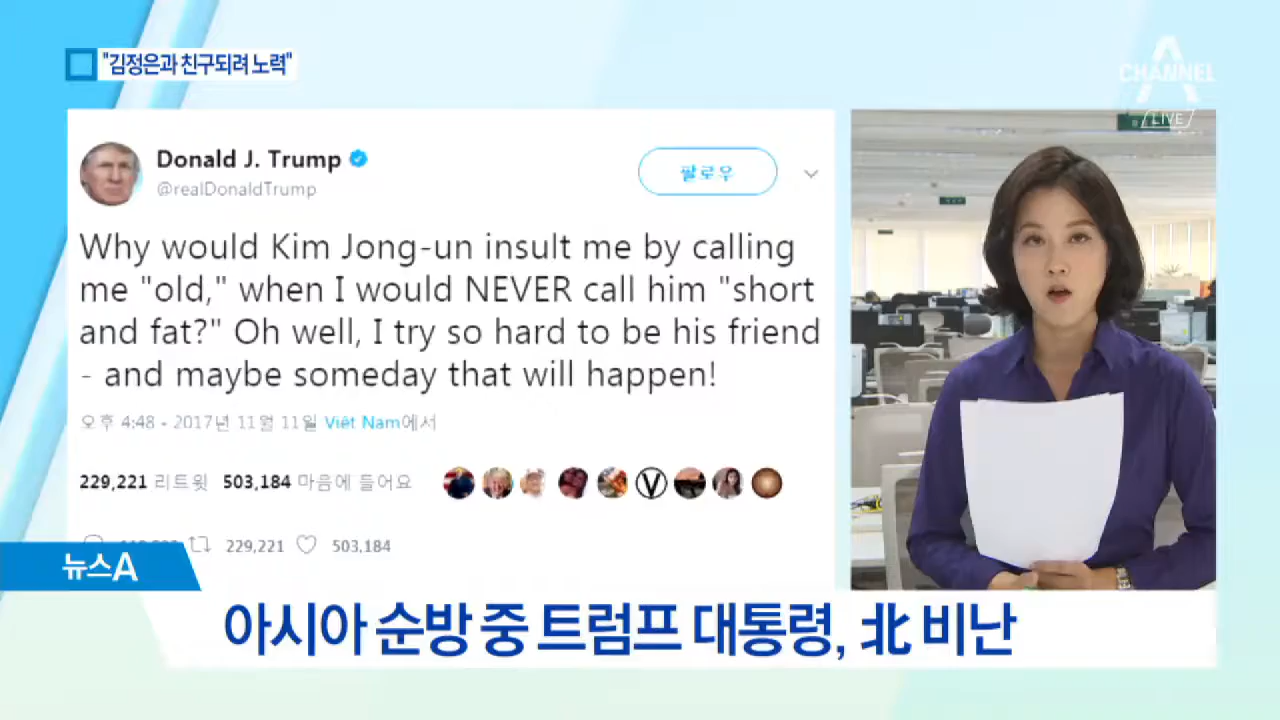 "김정은과 친구되려 노력"
CHANNEL A
LIVE
Donald J. Trump
@realDonaldTrump
팔로우
Why would Kim Jong-un insult me by calling
me "old," when I would NEVER call him "short
and fat?" Oh well, I try so hard to be his friend
- and maybe someday that will happen!
오후 4:48 - 2017년 11월 11일 Việt Nam에서
229,221 리트윗 503,184 마음에 들어요
229,221 503,184
뉴스A
아시아 순방 중 트럼프 대통령, 北 비난